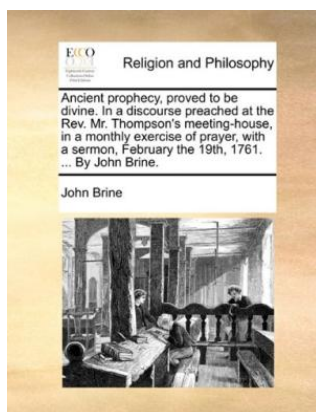 ECCO
Religion and Philosophy
Ancient prophecy, proved to be
divine. In a discourse preached at the
Rev. Mr. Thompson's meeting-house,
in a monthly exercise of prayer, with
a sermon, February the 19th, 1761.
... By John Brine.
John Brine